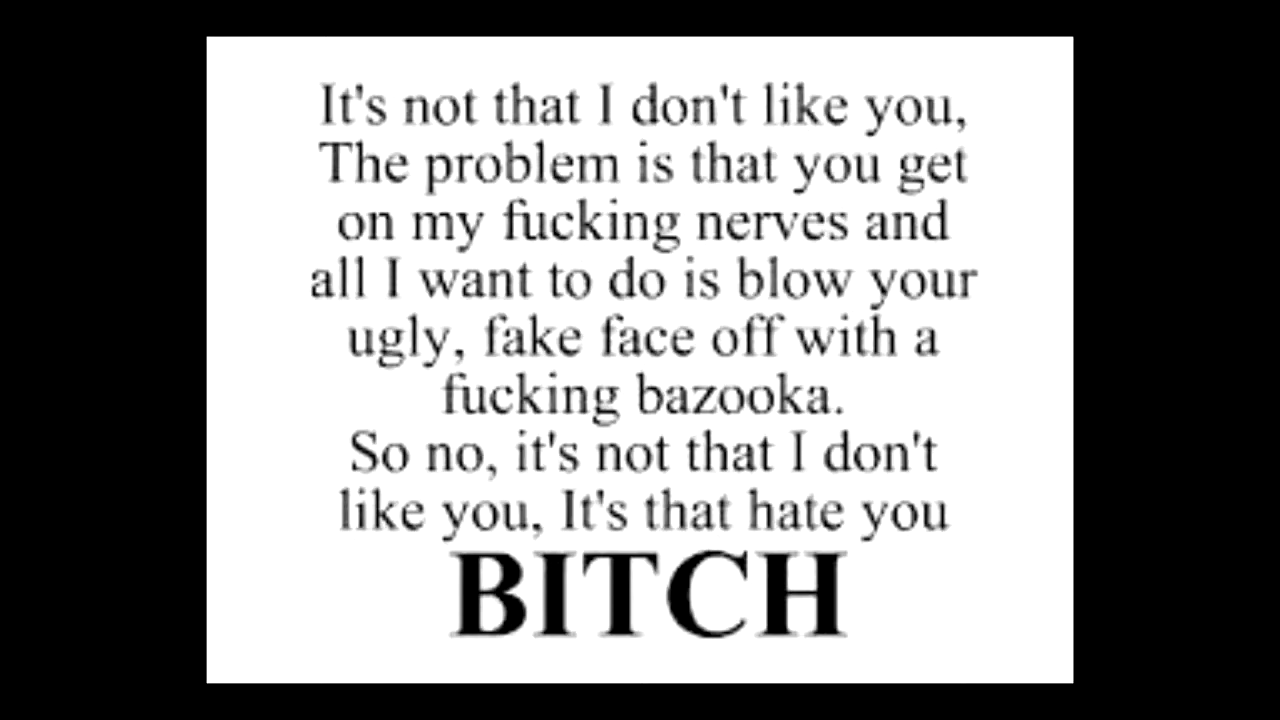 It's not that I don't like you,
The problem is that you get
on my fucking nerves and
all I want to do is blow your
ugly, fake face off with a
fucking bazooka.
So no, it's not that I don't
like you, It's that hate you
BITCH